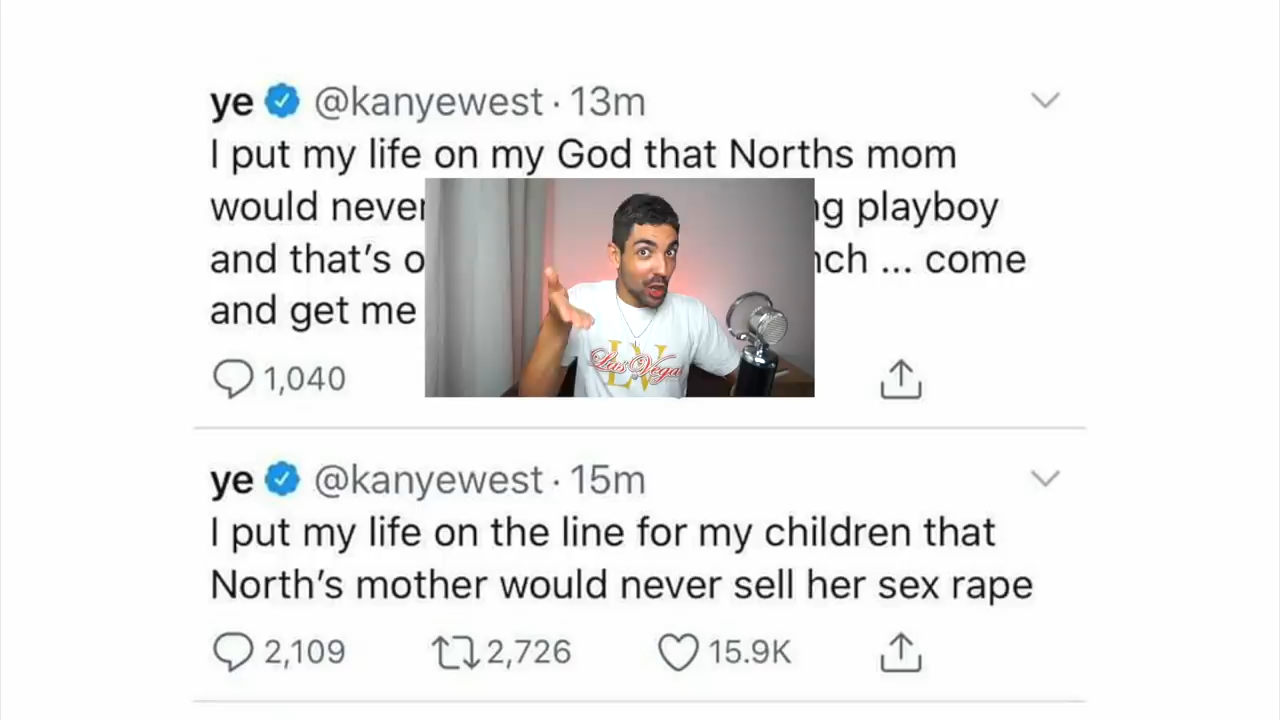 ye @kanyewest · 13m
I put my life on my God that Norths mom
would never playboy
and that's come
and get me
1,040
Las Vegas
LV
ye @kanyewest · 15m
I put my life on the line for my children that
North's mother would never sell her sex rape
2,109 2,726 15.9K